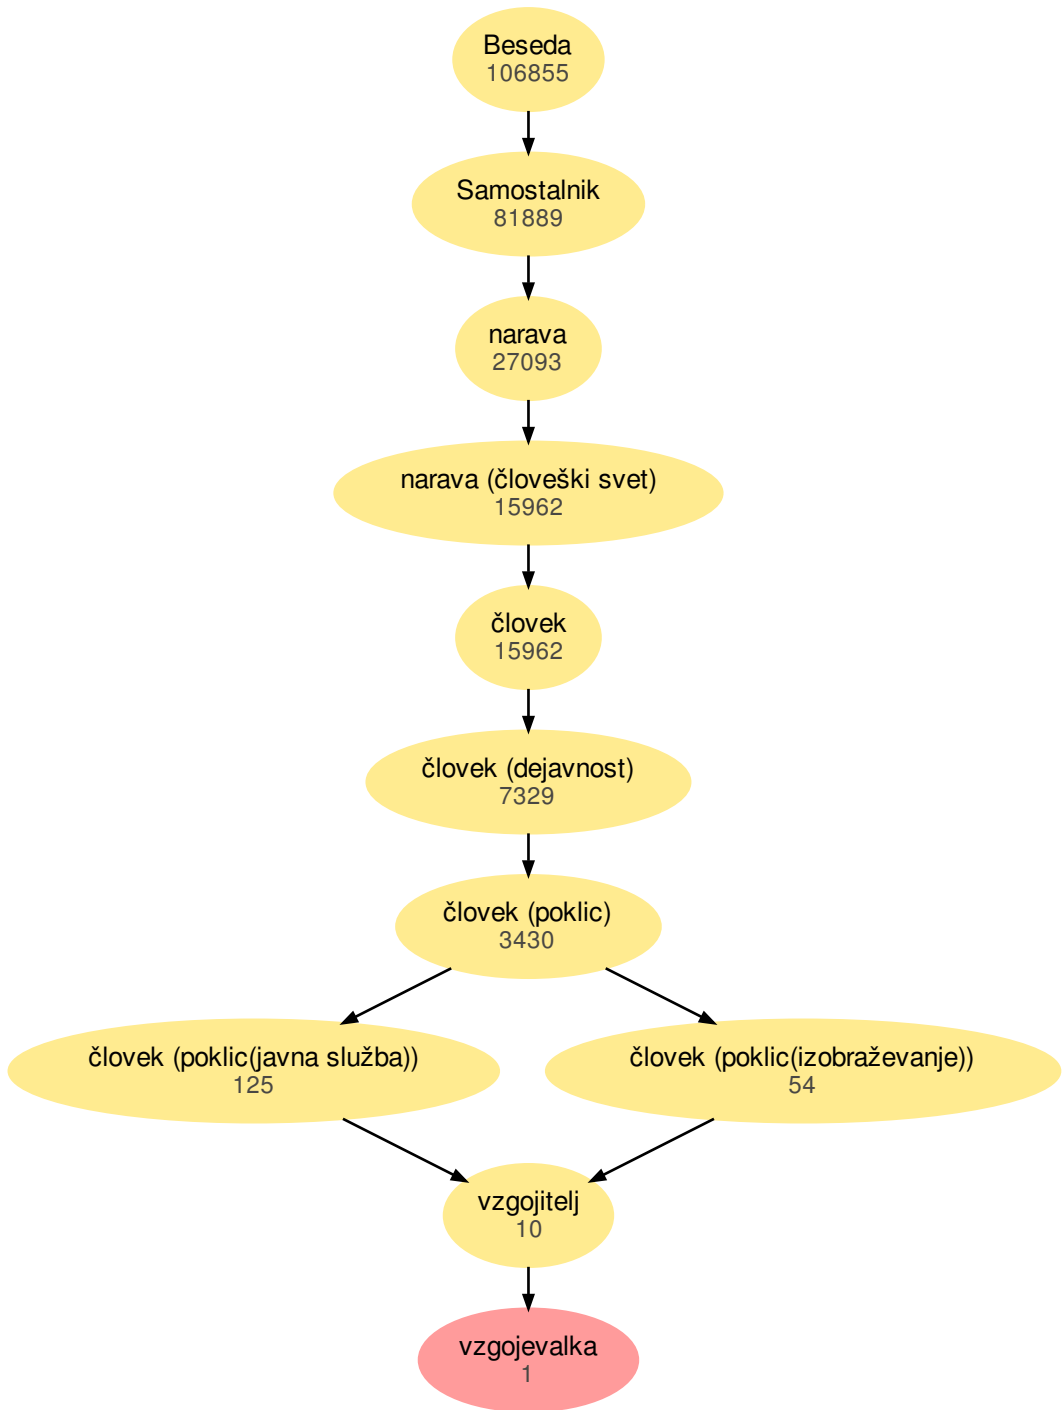 Beseda
106855
Samostalnik
81889
narava
27093
narava (človeški svet)
15962
človek
15962
človek (dejavnost)
7329
človek (poklic)
3430
človek (poklic(javna služba))
125
človek (poklic(izobraževanje))
54
vzgojitelj
10
vzgojevalka
1